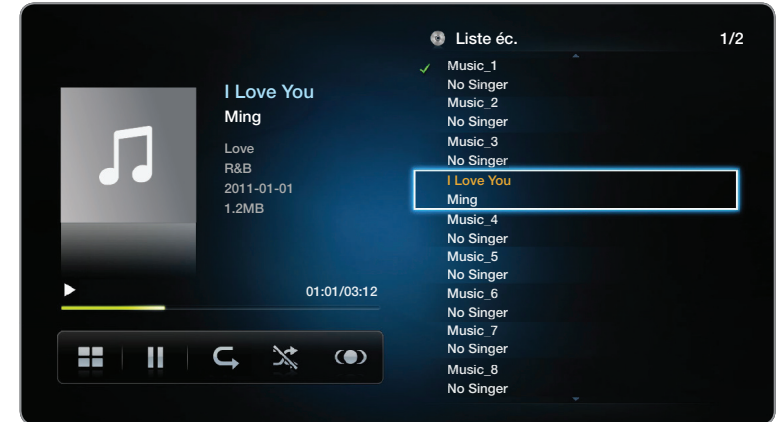 I Love You
Ming
Love
R&B
2011-01-01
1.2MB
01:01/03:12
Liste éc.
1/2
Music_1
No Singer
Music_2
No Singer
Music_3
No Singer
I Love You
Ming
Music_4
No Singer
Music_5
No Singer
Music_6
No Singer
Music_7
No Singer
Music_8
No Singer